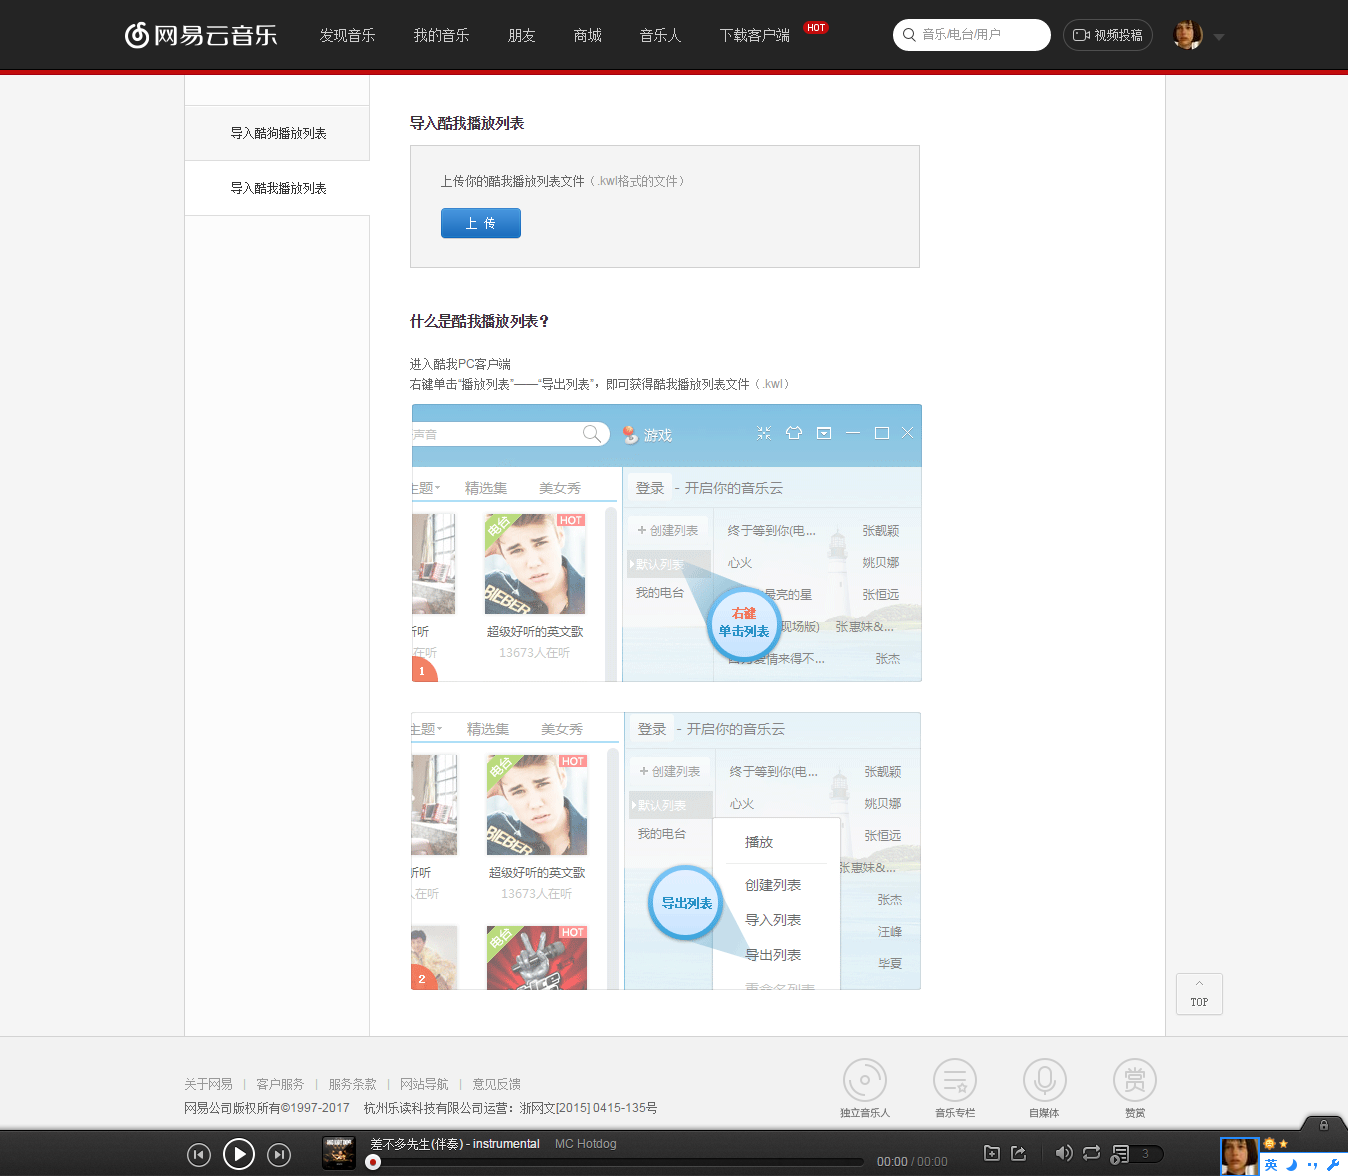 网易云音乐
发现音乐 我的音乐 朋友 商城 音乐人 下载客户端 HOT
音乐/电台/用户
视频投稿
导入酷狗播放列表
导入酷我播放列表
导入酷我播放列表
上传你的酷我播放列表文件（.kwl格式的文件）
上 传
什么是酷我播放列表？
进入酷我PC客户端
右键单击“播放列表”——“导出列表”，即可获得酷我播放列表文件（.kwl）
声音 游戏
主题 精选集 美女秀 登录 - 开启你的音乐云
电台 HOT
+ 创建列表 终于等到你(电... 张靓颖
默认列表 心火 姚贝娜
我的电台 最亮的星 张恒远
右键
单击列表
现场版) 张惠妹&...
听 超级好听的英文歌
在听 13673人在听
爱情来得不... 张杰
1
主题 精选集 美女秀 登录 - 开启你的音乐云
电台 HOT
+ 创建列表 终于等到你(电... 张靓颖
默认列表 心火 姚贝娜
我的电台 张恒远
播放
听听 超级好听的英文歌 张惠妹&...
人在听 13673人在听
创建列表
导出列表 张杰
导入列表
电台 HOT 汪峰
导出列表
毕夏
2
重命名列表
TOP
关于网易 | 客户服务 | 服务条款 | 网站导航 | 意见反馈
网易公司版权所有©1997-2017 杭州乐读科技有限公司运营：浙网文[2015] 0415-135号
独立音乐人 音乐专栏 自媒体 赞赏
赏
差不多先生(伴奏) - instrumental MC Hotdog
00:00 / 00:00
3
英